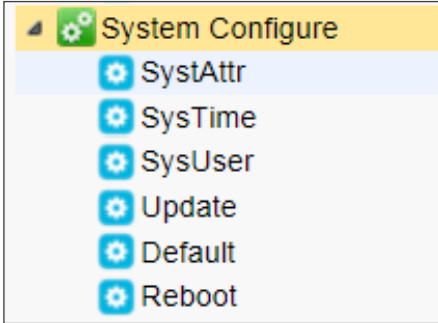 System Configure
SystAttr
SysTime
SysUser
Update
Default
Reboot